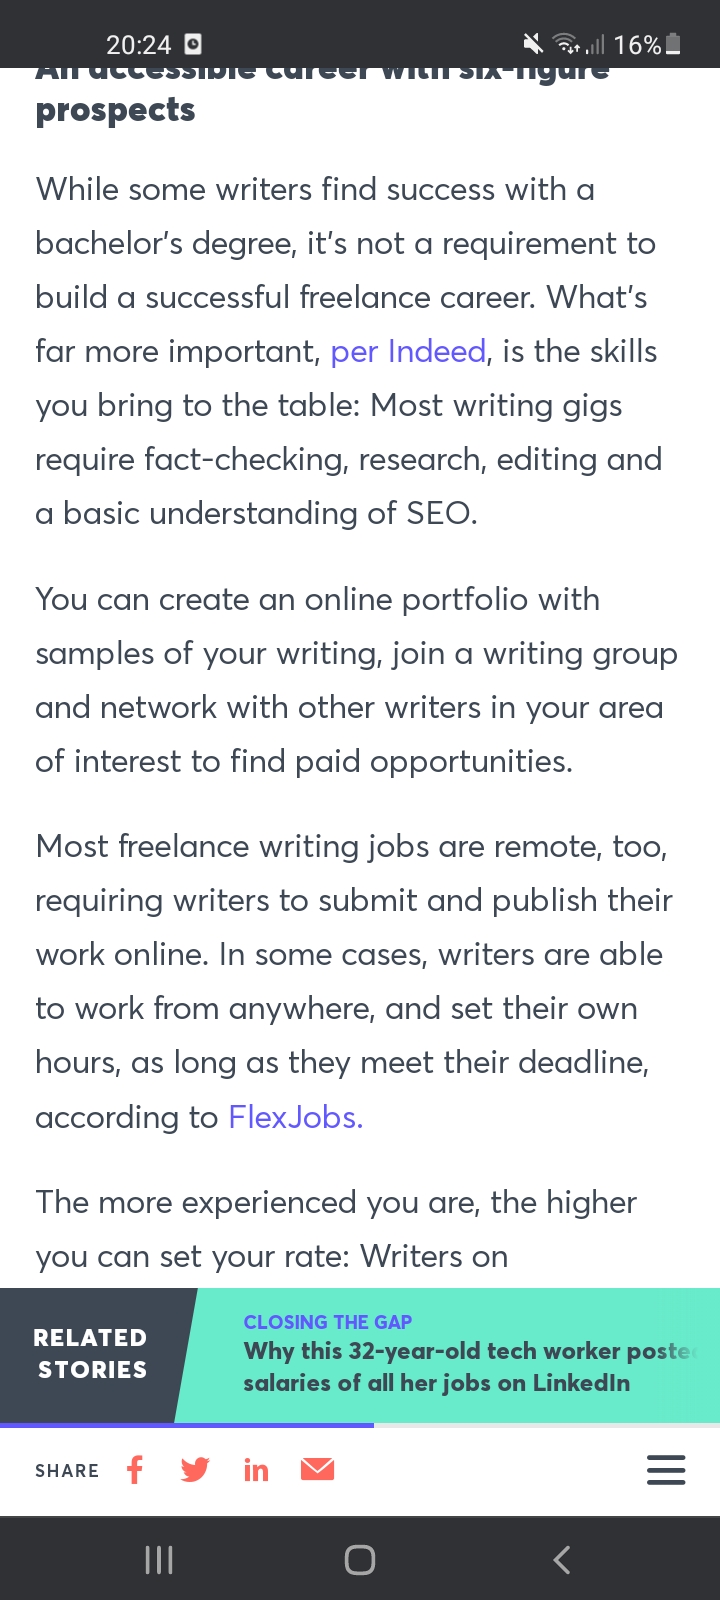 20:24
16%
An accessible career with six-figure
prospects
While some writers find success with a
bachelor's degree, it's not a requirement to
build a successful freelance career. What's
far more important, per Indeed, is the skills
you bring to the table: Most writing gigs
require fact-checking, research, editing and
a basic understanding of SEO.
You can create an online portfolio with
samples of your writing, join a writing group
and network with other writers in your area
of interest to find paid opportunities.
Most freelance writing jobs are remote, too,
requiring writers to submit and publish their
work online. In some cases, writers are able
to work from anywhere, and set their own
hours, as long as they meet their deadline,
according to FlexJobs.
The more experienced you are, the higher
you can set your rate: Writers on
RELATED
STORIES
CLOSING THE GAP
Why this 32-year-old tech worker poste
salaries of all her jobs on LinkedIn
SHARE